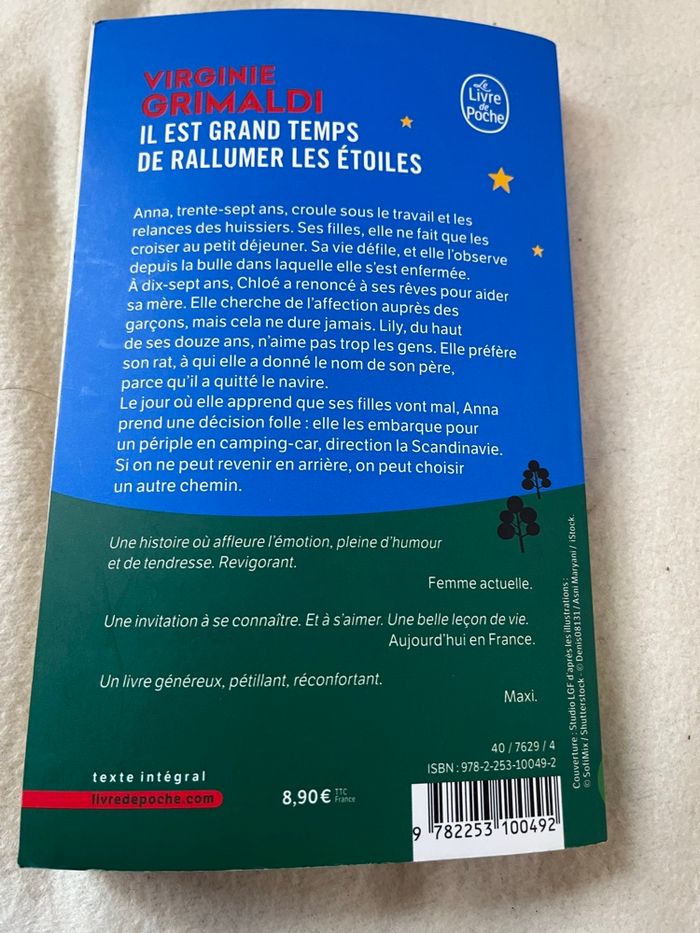 VIRGINIE
GRIMALDI
IL EST GRAND TEMPS
DE RALLUMER LES ÉTOILES
Le
Livre
de
Poche
Anna, trente-sept ans, croule sous le travail et les
relances des huissiers. Ses filles, elle ne fait que les
croiser au petit déjeuner. Sa vie défile, et elle l'observe
depuis la bulle dans laquelle elle s'est enfermée.
À dix-sept ans, Chloé a renoncé à ses rêves pour aider
sa mère. Elle cherche de l'affection auprès des
garçons, mais cela ne dure jamais. Lily, du haut
de ses douze ans, n'aime pas trop les gens. Elle préfère
son rat, à qui elle a donné le nom de son père,
parce qu'il a quitté le navire.
Le jour où elle apprend que ses filles vont mal, Anna
prend une décision folle : elle les embarque pour
un périple en camping-car, direction la Scandinavie.
Si on ne peut revenir en arrière, on peut choisir
un autre chemin.
Une histoire où affleure l'émotion, pleine d'humour
et de tendresse. Revigorant.
Femme actuelle.
Une invitation à se connaître. Et à s'aimer. Une belle leçon de vie.
Aujourd'hui en France.
Un livre généreux, pétillant, réconfortant.
Maxi.
40 / 7629 / 4
ISBN : 978-2-253-10049-2
texte intégral
livredepoche.com
8,90 € TTC
France
9 782253 100492
Couverture : Studio LGF d'après les illustrations :
© SofiMix / Shutterstock - © Denis08131 / Asni Maryani / iStock.